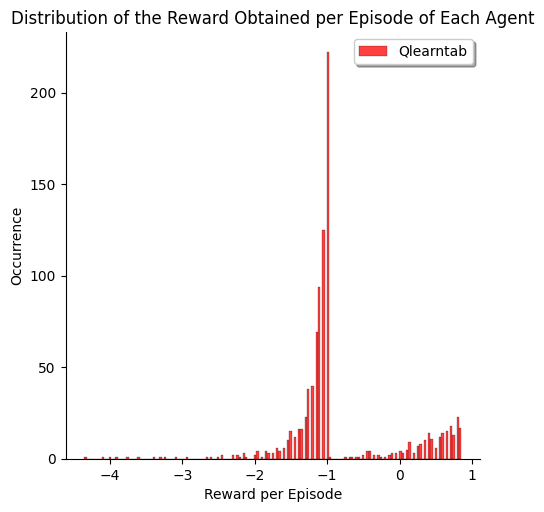 Distribution of the Reward Obtained per Episode of Each Agent
Qlearntab
200
150
100
50
0
Occurrence
−4 −3 −2 −1 0 1
Reward per Episode